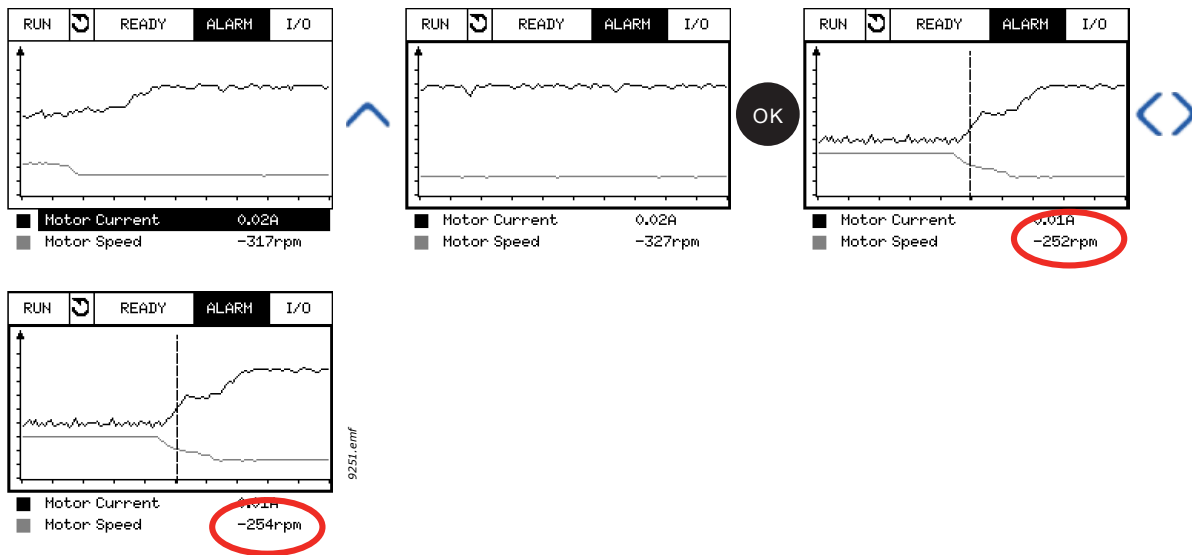 RUN READY ALARM I/O
Motor Current 0.02A
Motor Speed -317rpm
RUN READY ALARM I/O
Motor Current 0.02A
Motor Speed -327rpm
OK
RUN READY ALARM I/O
Motor Current 0.01A
Motor Speed -252rpm
RUN READY ALARM I/O
Motor Current 0.01A
Motor Speed -254rpm
9251.emf